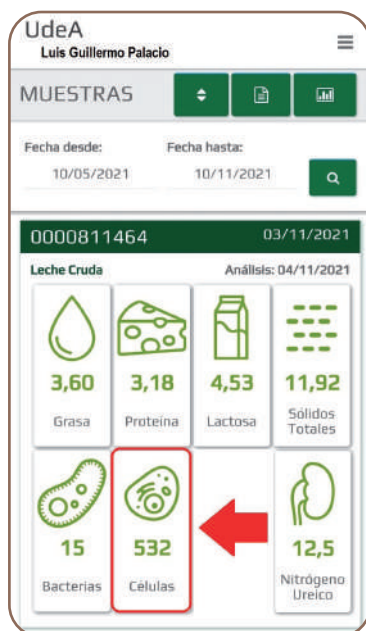 UdeA
Luis Guillermo Palacio
MUESTRAS
Fecha desde: Fecha hasta:
10/05/2021 10/11/2021
0000811464 03/11/2021
Leche Cruda Análisis: 04/11/2021
3,60 3,18 4,53 11,92
Grasa Proteína Lactosa Sólidos
Totales
15 532 12,5
Bacterias Células Nitrógeno
Ureico